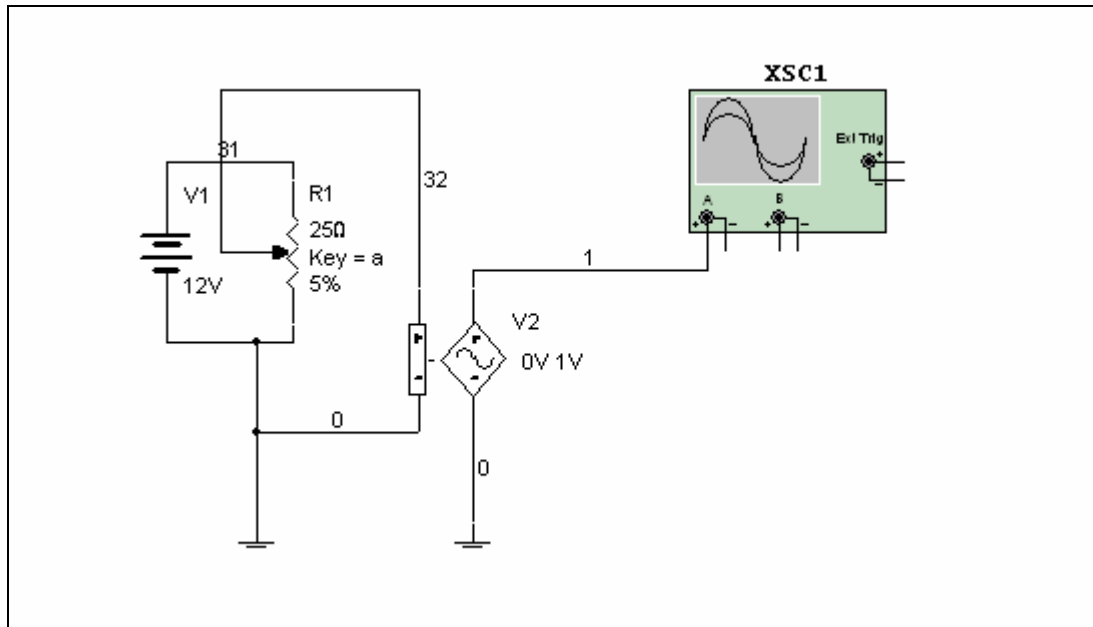 XSC1
Ext Trig
+
-
A
B
+ - + -
31
V1
12V
R1
25Ω
Key = a
5%
32
1
V2
0V 1V
0
0